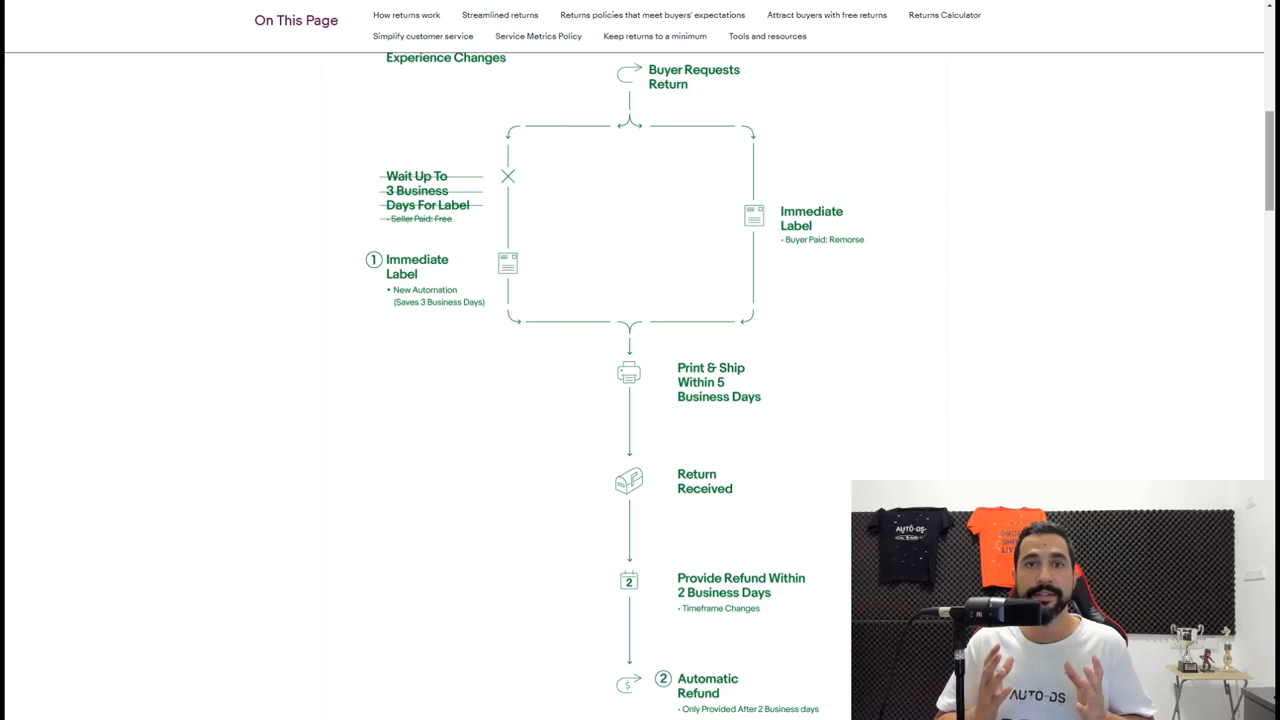 On This Page
How returns work
Streamlined returns
Returns policies that meet buyers' expectations
Attract buyers with free returns
Returns Calculator
Simplify customer service
Service Metrics Policy
Keep returns to a minimum
Tools and resources
Experience Changes
Buyer Requests
Return
Wait Up To
3 Business
Days For Label
- Seller Paid: Free
Immediate
Label
- Buyer Paid: Remorse
1 Immediate
Label
• New Automation
(Saves 3 Business Days)
Print & Ship
Within 5
Business Days
Return
Received
2
Provide Refund Within
2 Business Days
- Timeframe Changes
$
2 Automatic
Refund
- Only Provided After 2 Business days
AUTO-DS
AUTO-DS